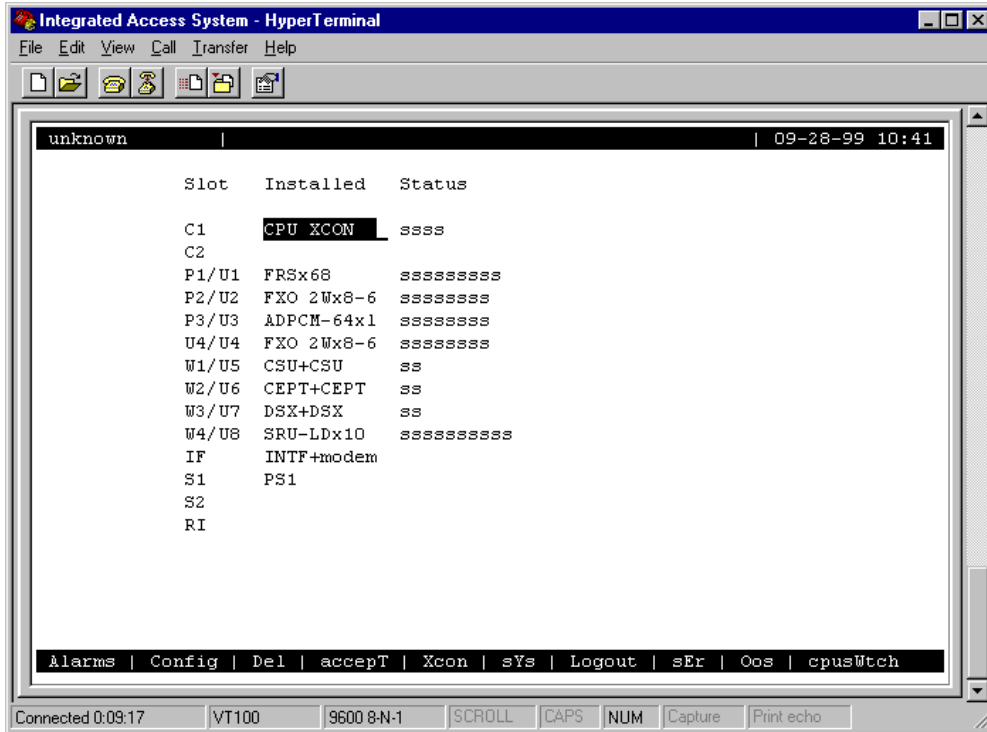 Integrated Access System - HyperTerminal
File Edit View Call Transfer Help
unknown | | 09-28-99 10:41
Slot Installed Status
C1 CPU XCON _ ssss
C2
P1/U1 FRSx68 sssssssss
P2/U2 FXO 2Wx8-6 ssssssss
P3/U3 ADPCM-64xl ssssssss
U4/U4 FXO 2Wx8-6 ssssssss
W1/U5 CSU+CSU ss
W2/U6 CEPT+CEPT ss
W3/U7 DSX+DSX ss
W4/U8 SRU-LDx10 ssssssssss
IF INTF+modem
S1 PS1
S2
RI
Alarms | Config | Del | accepT | Xcon | sYs | Logout | sEr | Oos | cpusWtch
Connected 0:09:17 VT100 9600 8-N-1 SCROLL CAPS NUM Capture Print echo